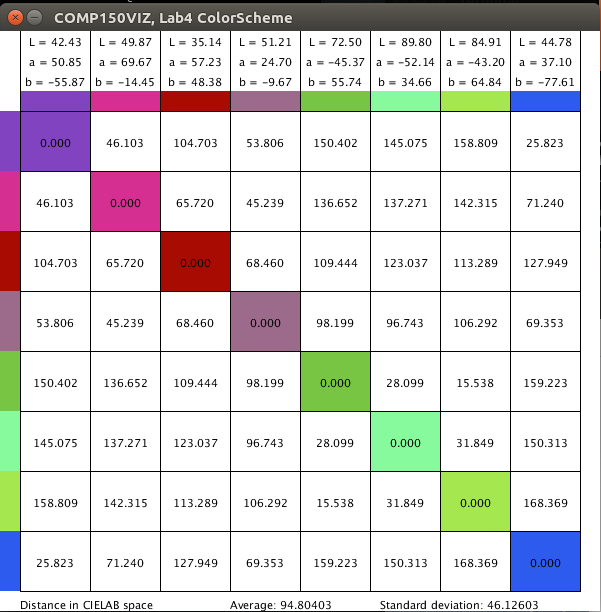 COMP150VIZ, Lab4 ColorScheme
L = 42.43 L = 49.87 L = 35.14 L = 51.21 L = 72.50 L = 89.80 L = 84.91 L = 44.78
a = 50.85 a = 69.67 a = 57.23 a = 24.70 a = -45.37 a = -52.14 a = -43.20 a = 37.10
b = -55.87 b = -14.45 b = 48.38 b = -9.67 b = 55.74 b = 34.66 b = 64.84 b = -77.61
0.000 46.103 104.703 53.806 150.402 145.075 158.809 25.823
46.103 0.000 65.720 45.239 136.652 137.271 142.315 71.240
104.703 65.720 0.000 68.460 109.444 123.037 113.289 127.949
53.806 45.239 68.460 0.000 98.199 96.743 106.292 69.353
150.402 136.652 109.444 98.199 0.000 28.099 15.538 159.223
145.075 137.271 123.037 96.743 28.099 0.000 31.849 150.313
158.809 142.315 113.289 106.292 15.538 31.849 0.000 168.369
25.823 71.240 127.949 69.353 159.223 150.313 168.369 0.000
Distance in CIELAB space Average: 94.80403 Standard deviation: 46.12603